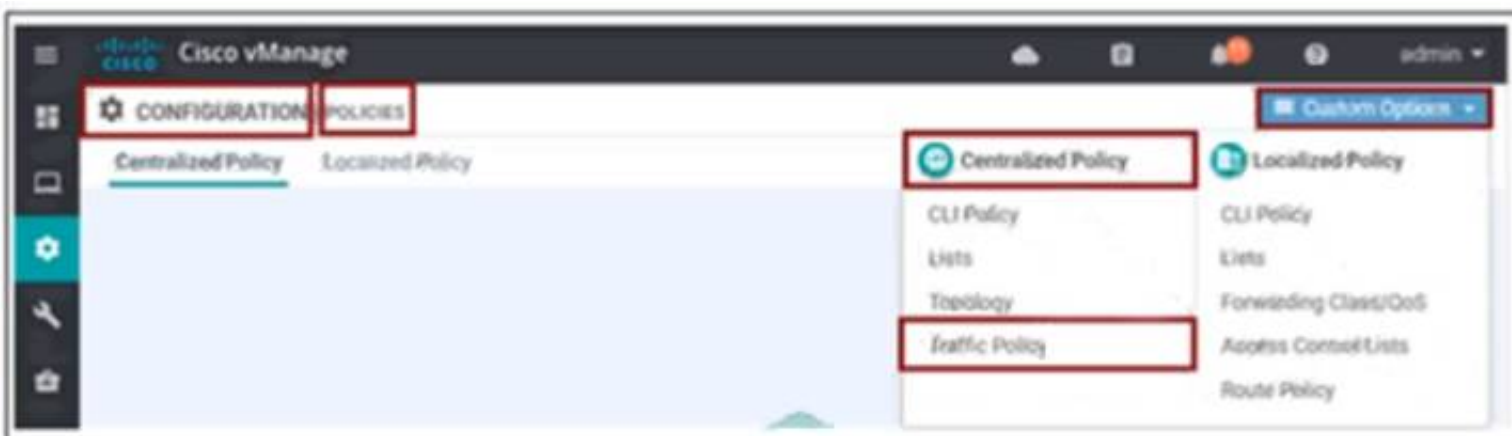 CISCO Cisco vManage admin
CONFIGURATION POLICIES Custom Options
Centralized Policy Localized Policy
Centralized Policy
CLI Policy
Lists
Topology
Traffic Policy
Localized Policy
CLI Policy
Lists
Forwarding Class/QoS
Access Control Lists
Route Policy